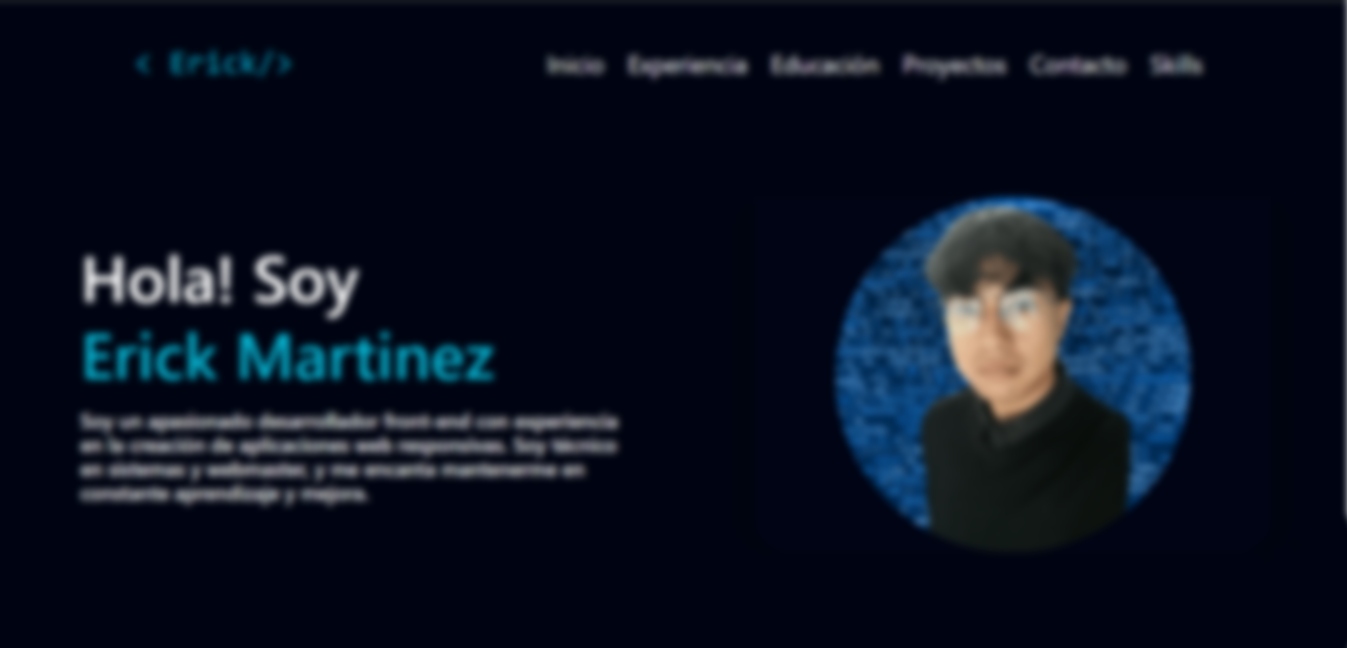 < Erick/>
Inicio Experiencia Educación Proyectos Contacto Skills
Hola! Soy
Erick Martinez
Soy un apasionado desarrollador front-end con experiencia
en la creación de aplicaciones web responsivas. Soy técnico
en sistemas y webmaster, y me encanta mantenerme en
constante aprendizaje y mejora.